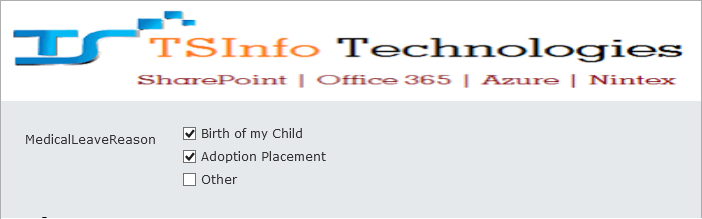 TSInfo Technologies
SharePoint | Office 365 | Azure | Nintex
MedicalLeaveReason
Birth of my Child
Adoption Placement
Other